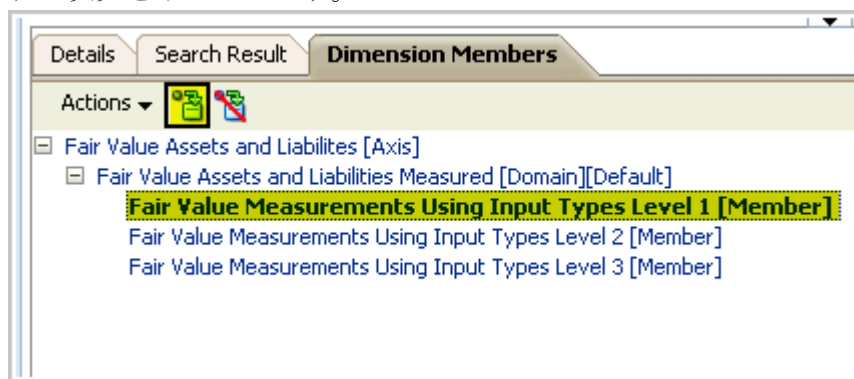 Details Search Result Dimension Members
Actions
Fair Value Assets and Liabilites [Axis]
Fair Value Assets and Liabilities Measured [Domain][Default]
Fair Value Measurements Using Input Types Level 1 [Member]
Fair Value Measurements Using Input Types Level 2 [Member]
Fair Value Measurements Using Input Types Level 3 [Member]